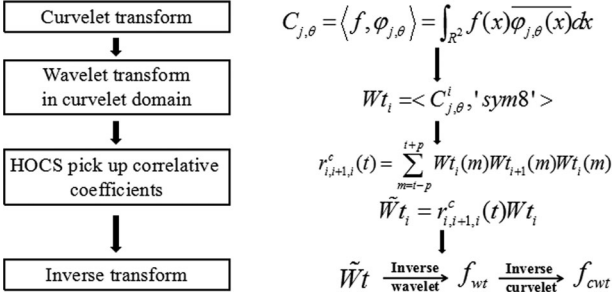 Curvelet transform
C_{j,θ} = ⟨f, φ_{j,θ}⟩ = ∫_{R²} f(x) \overline{φ_{j,θ}(x)} dx
Wavelet transform
in curvelet domain
Wt_i = < C^i_{j,θ}, 'sym8' >
HOCS pick up correlative
coefficients
r^c_{i,i+1,i}(t) = ∑_{m=t-p}^{t+p} Wt_i(m)Wt_{i+1}(m)Wt_i(m)
W̃t_i = r^c_{i,i+1,i}(t)Wt_i
Inverse transform
W̃t Inverse wavelet f_{wt} Inverse curvelet f_{cwt}